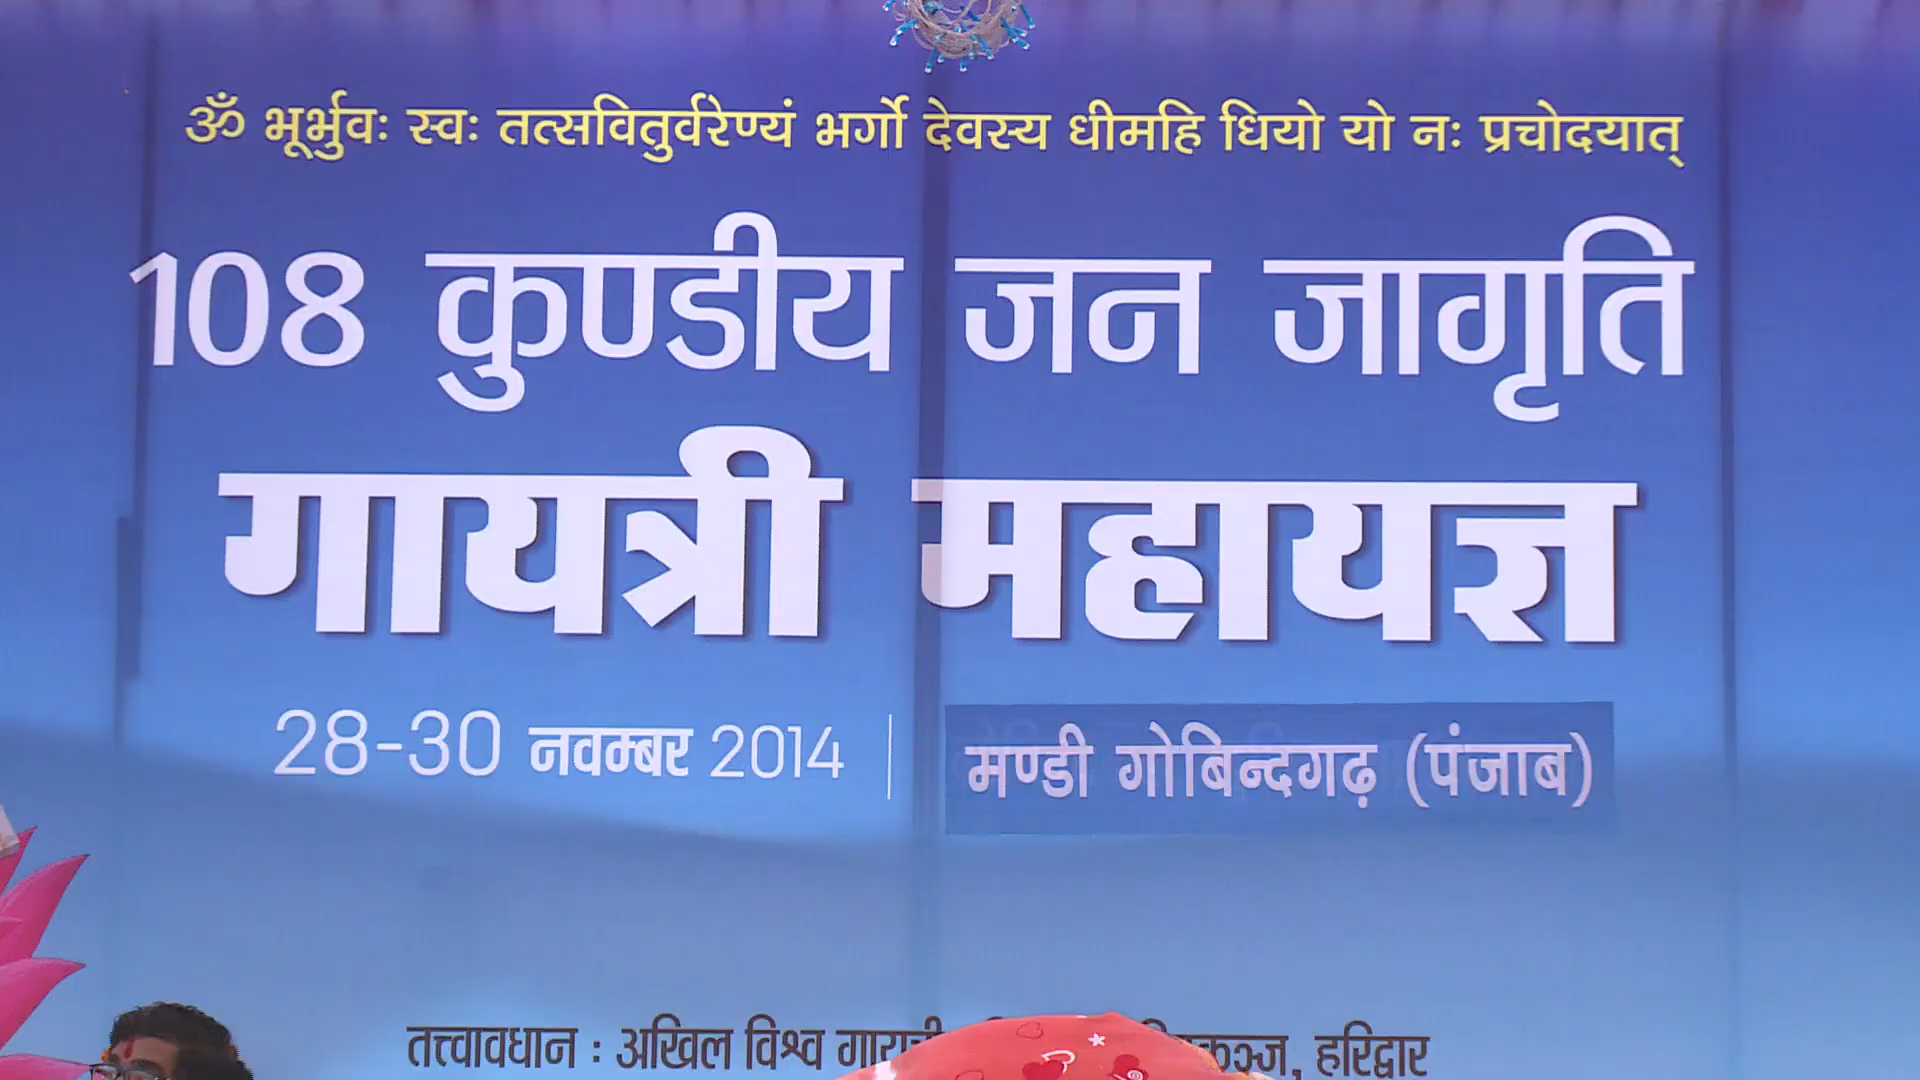 ॐ भूर्भुवः स्वः तत्सवितुर्वरेण्यं भर्गो देवस्य धीमहि धियो यो नः प्रचोदयात्
108 कुण्डीय जन जागृति
गायत्री महायज्ञ
28-30 नवम्बर 2014 | मण्डी गोबिन्दगढ़ (पंजाब)
तत्त्वावधान : अखिल विश्व हरिद्वार